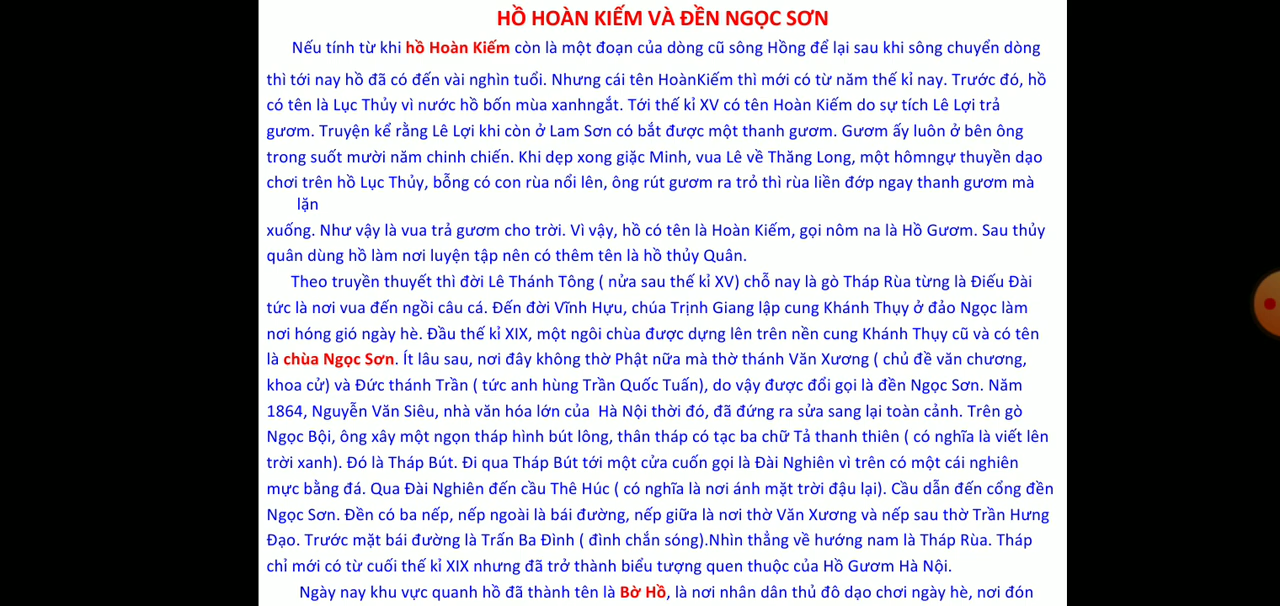 HỒ HOÀN KIẾM VÀ ĐỀN NGỌC SƠN
Nếu tính từ khi hồ Hoàn Kiếm còn là một đoạn của dòng cũ sông Hồng để lại sau khi sông chuyển dòng
thì tới nay hồ đã có đến vài nghìn tuổi. Nhưng cái tên HoànKiếm thì mới có từ năm thế kỉ nay. Trước đó, hồ
có tên là Lục Thủy vì nước hồ bốn mùa xanhngắt. Tới thế kỉ XV có tên Hoàn Kiếm do sự tích Lê Lợi trả
gươm. Truyện kể rằng Lê Lợi khi còn ở Lam Sơn có bắt được một thanh gươm. Gươm ấy luôn ở bên ông
trong suốt mười năm chinh chiến. Khi dẹp xong giặc Minh, vua Lê về Thăng Long, một hômngự thuyền dạo
chơi trên hồ Lục Thủy, bỗng có con rùa nổi lên, ông rút gươm ra trỏ thì rùa liền đớp ngay thanh gươm mà
lặn
xuống. Như vậy là vua trả gươm cho trời. Vì vậy, hồ có tên là Hoàn Kiếm, gọi nôm na là Hồ Gươm. Sau thủy
quân dùng hồ làm nơi luyện tập nên có thêm tên là hồ thủy Quân.
Theo truyền thuyết thì đời Lê Thánh Tông ( nửa sau thế kỉ XV) chỗ nay là gò Tháp Rùa từng là Điếu Đài
tức là nơi vua đến ngồi câu cá. Đến đời Vĩnh Hựu, chúa Trịnh Giang lập cung Khánh Thụy ở đảo Ngọc làm
nơi hóng gió ngày hè. Đầu thế kỉ XIX, một ngôi chùa được dựng lên trên nền cung Khánh Thụy cũ và có tên
là chùa Ngọc Sơn. Ít lâu sau, nơi đây không thờ Phật nữa mà thờ thánh Văn Xương ( chủ đề văn chương,
khoa cử) và Đức thánh Trần ( tức anh hùng Trần Quốc Tuấn), do vậy được đổi gọi là đền Ngọc Sơn. Năm
1864, Nguyễn Văn Siêu, nhà văn hóa lớn của Hà Nội thời đó, đã đứng ra sửa sang lại toàn cảnh. Trên gò
Ngọc Bội, ông xây một ngọn tháp hình bút lông, thân tháp có tạc ba chữ Tả thanh thiên ( có nghĩa là viết lên
trời xanh). Đó là Tháp Bút. Đi qua Tháp Bút tới một cửa cuốn gọi là Đài Nghiên vì trên có một cái nghiên
mực bằng đá. Qua Đài Nghiên đến cầu Thê Húc ( có nghĩa là nơi ánh mặt trời đậu lại). Cầu dẫn đến cổng đền
Ngọc Sơn. Đền có ba nếp, nếp ngoài là bái đường, nếp giữa là nơi thờ Văn Xương và nếp sau thờ Trần Hưng
Đạo. Trước mặt bái đường là Trấn Ba Đình ( đình chắn sóng).Nhìn thẳng về hướng nam là Tháp Rùa. Tháp
chỉ mới có từ cuối thế kỉ XIX nhưng đã trở thành biểu tượng quen thuộc của Hồ Gươm Hà Nội.
Ngày nay khu vực quanh hồ đã thành tên là Bờ Hồ, là nơi nhân dân thủ đô dạo chơi ngày hè, nơi đón